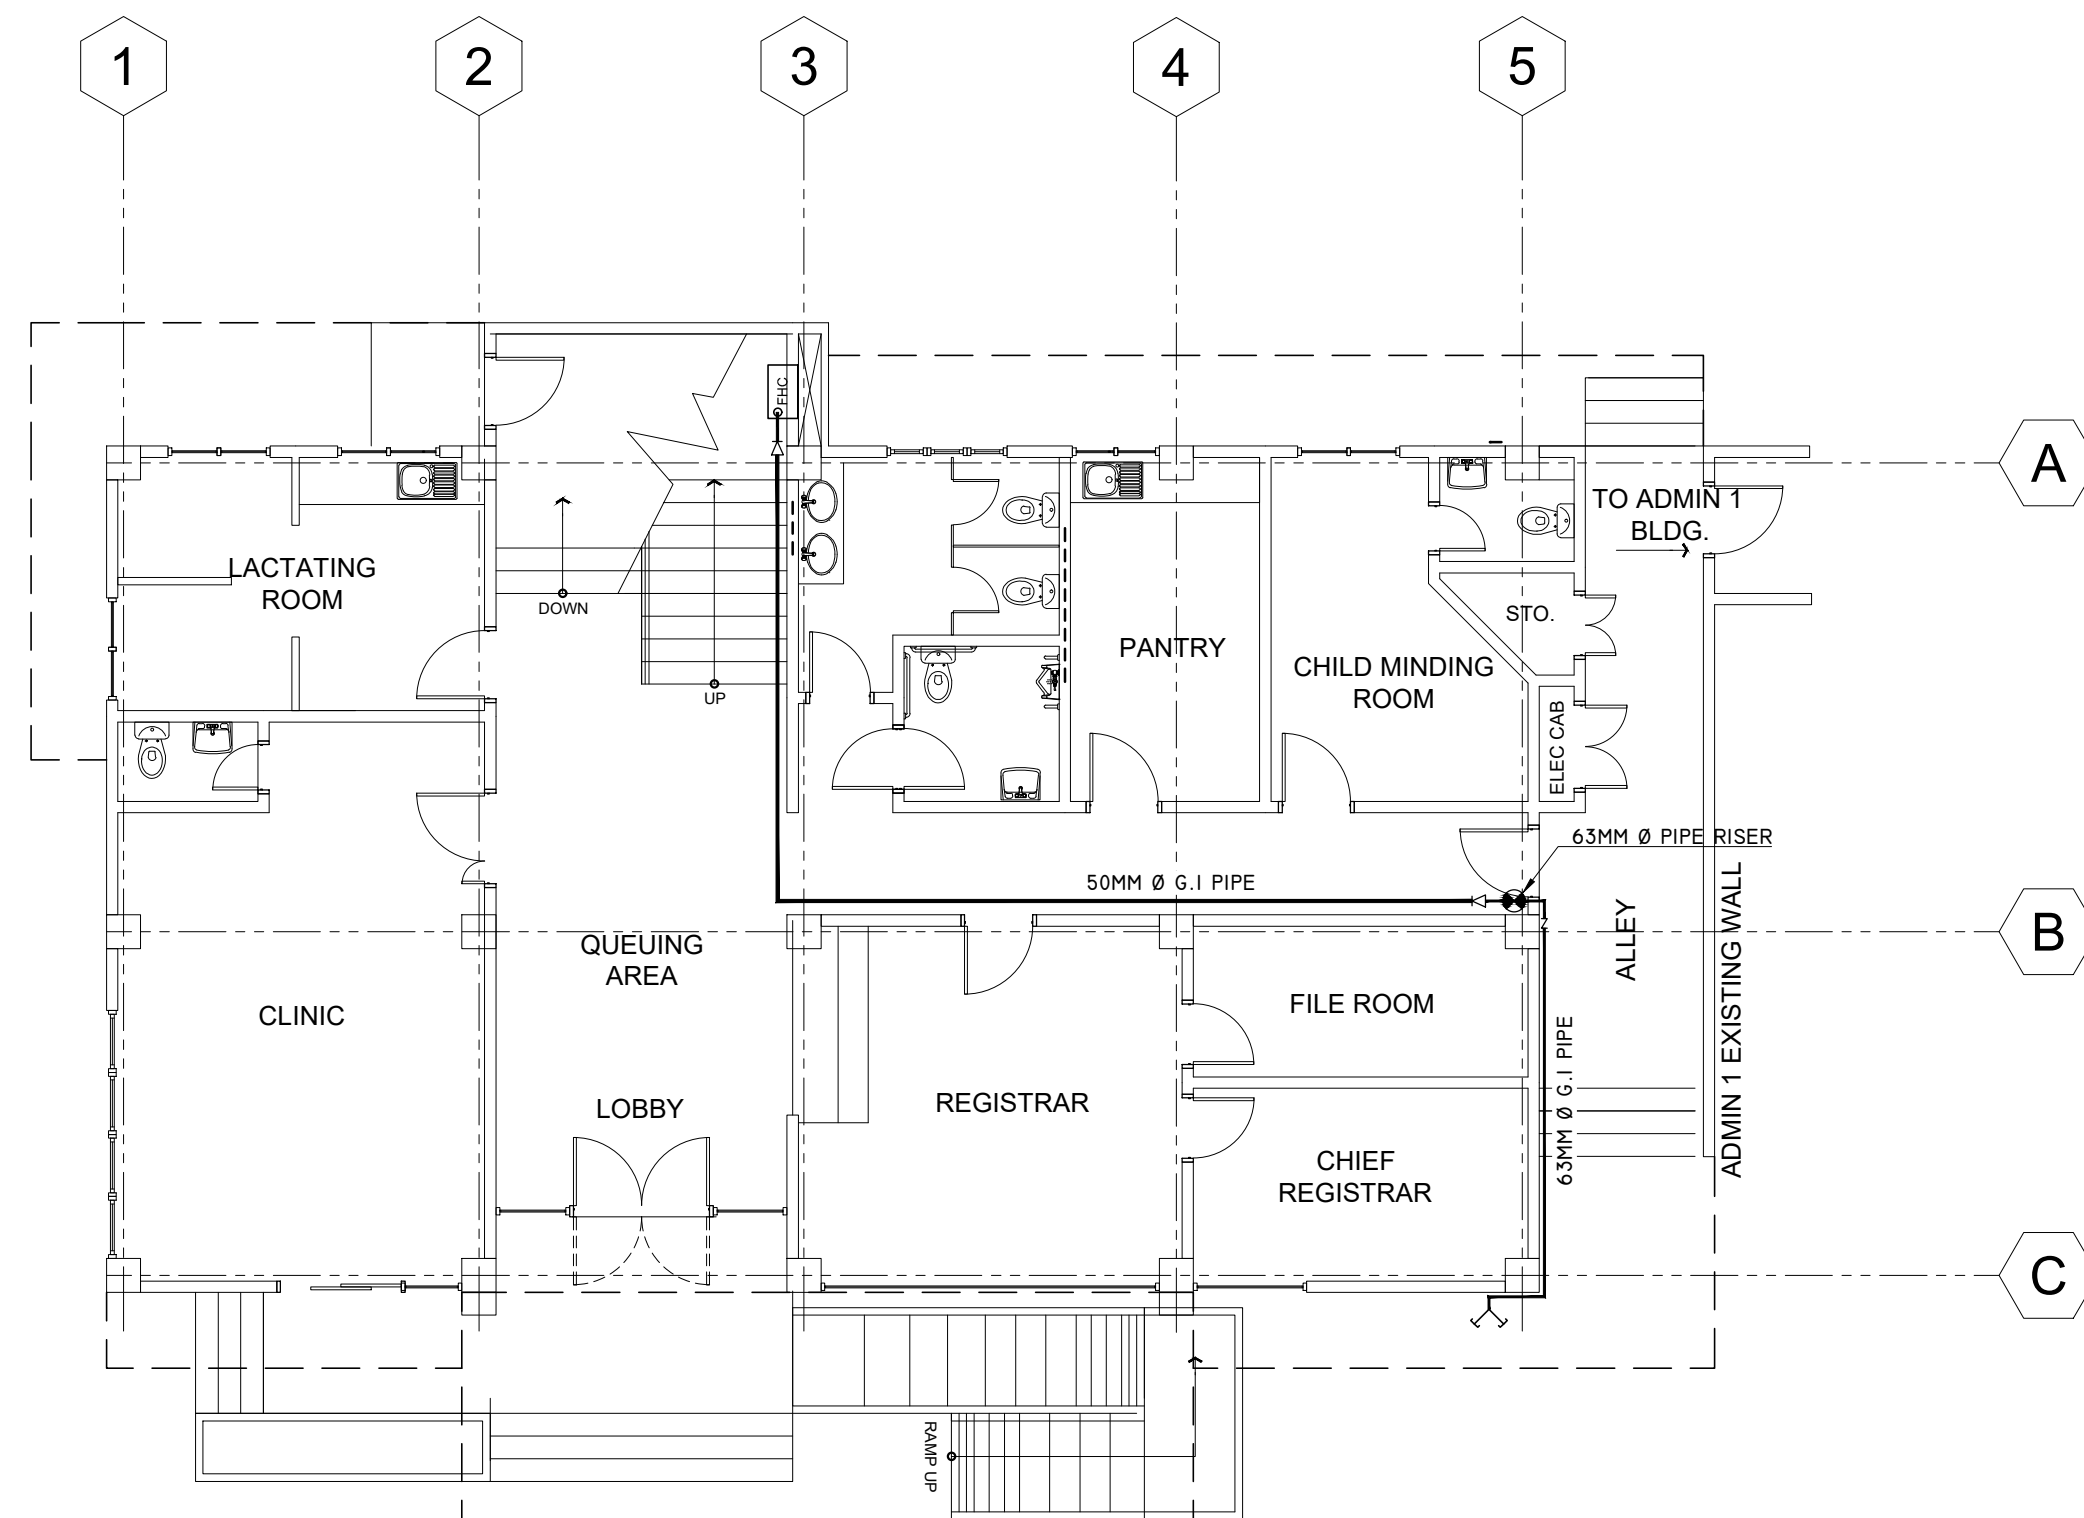 1
2
3
4
5
FHC
A
TO ADMIN 1
BLDG.
LACTATING
ROOM
DOWN
STO.
PANTRY
CHILD MINDING
ROOM
UP
ELEC CAB
63MM Ø PIPE RISER
50MM Ø G.I PIPE
B
QUEUING
AREA
ALLEY
ADMIN 1 EXISTING WALL
CLINIC
FILE ROOM
63MM Ø G.I PIPE
LOBBY
REGISTRAR
CHIEF
REGISTRAR
C
RAMP UP